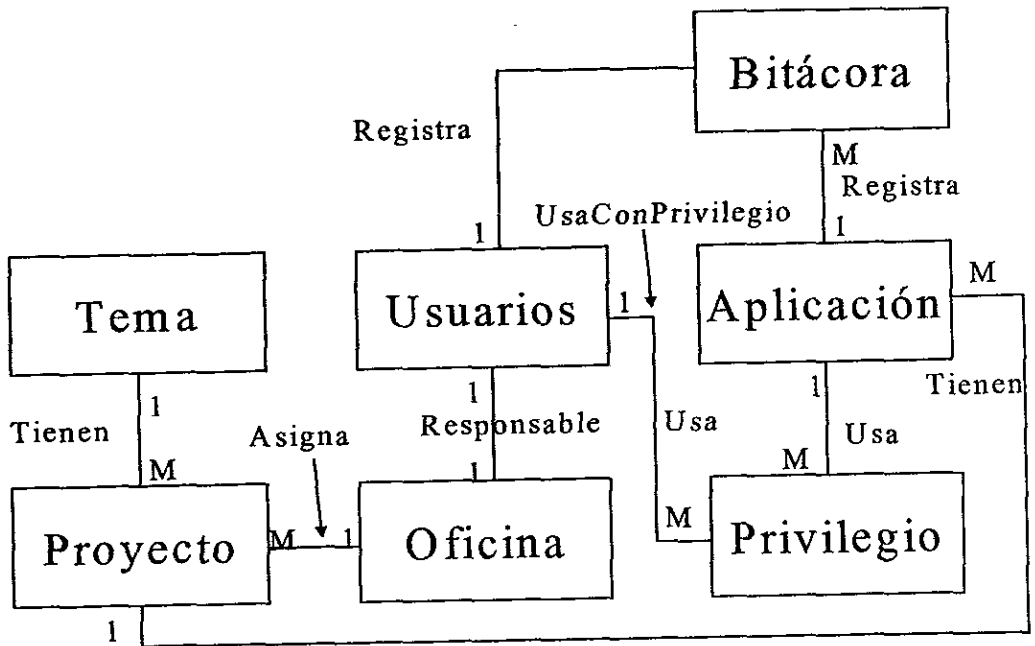 Bitácora
Registra
M
Registra
UsaConPrivilegio
1
1
Tema
Usuarios
1
Aplicación
M
1
1
1
Tienen
Tienen
Asigna
Responsable
Usa
Usa
M
1
M
Proyecto
M
1
Oficina
M
Privilegio
1